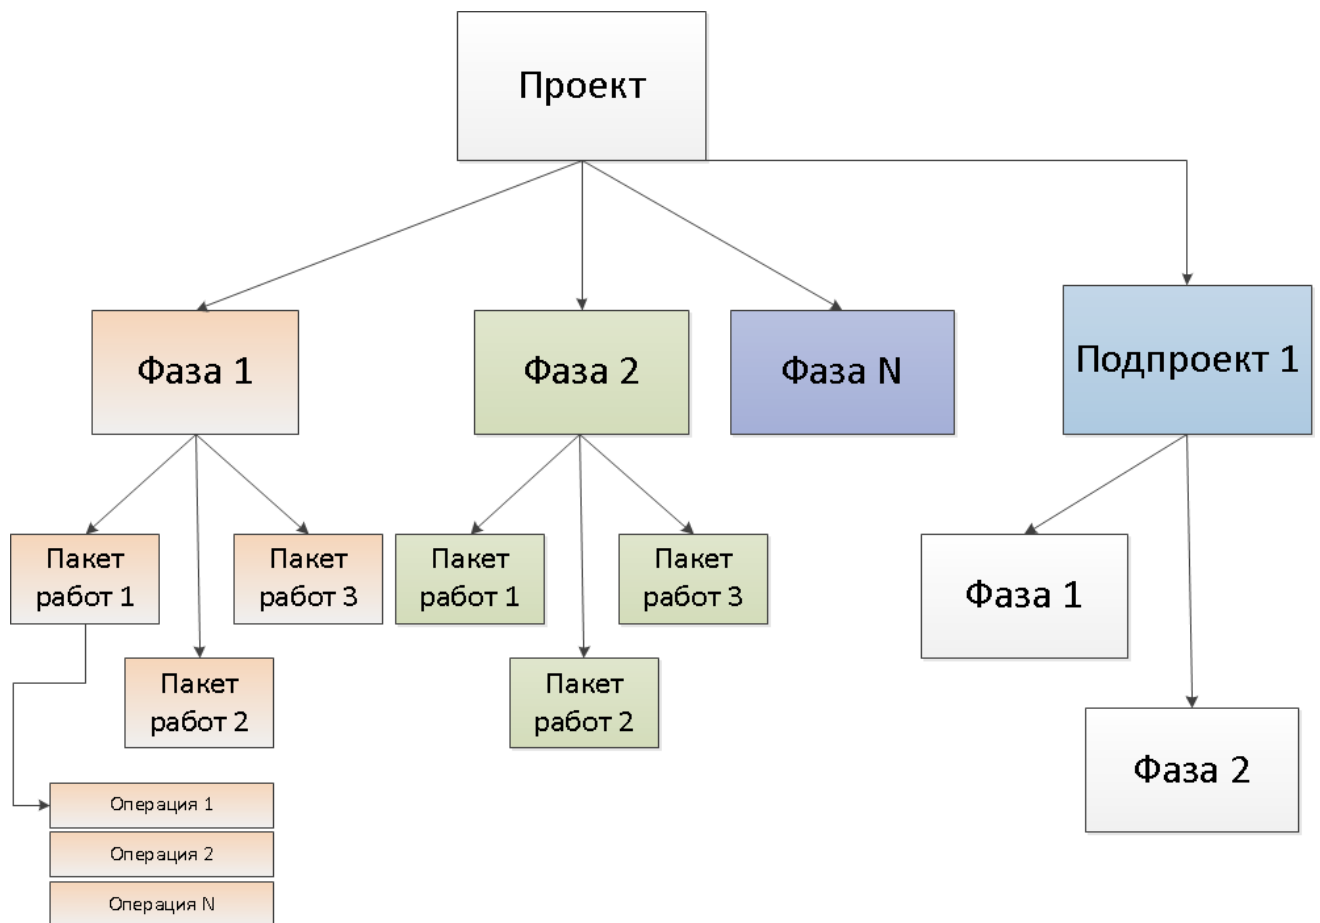 Проект
Фаза 1
Фаза 2
Фаза N
Подпроект 1
Пакет
работ 1
Пакет
работ 3
Пакет
работ 2
Пакет
работ 1
Пакет
работ 3
Пакет
работ 2
Фаза 1
Фаза 2
Операция 1
Операция 2
Операция N